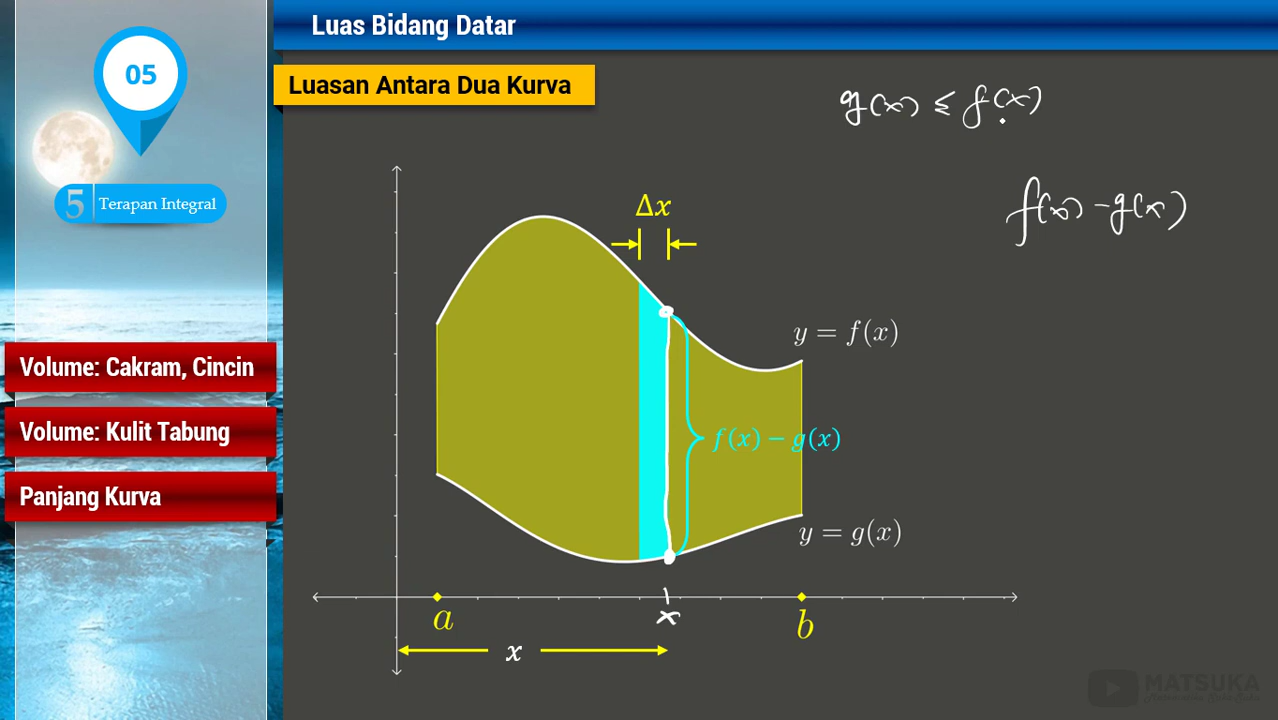 Luas Bidang Datar
05
Luasan Antara Dua Kurva
g(x) ≤ f(x)
5 Terapan Integral
f(x) - g(x)
Δx
y = f(x)
Volume: Cakram, Cincin
Volume: Kulit Tabung
f(x) − g(x)
Panjang Kurva
y = g(x)
a
x
b
x
MATSUKA